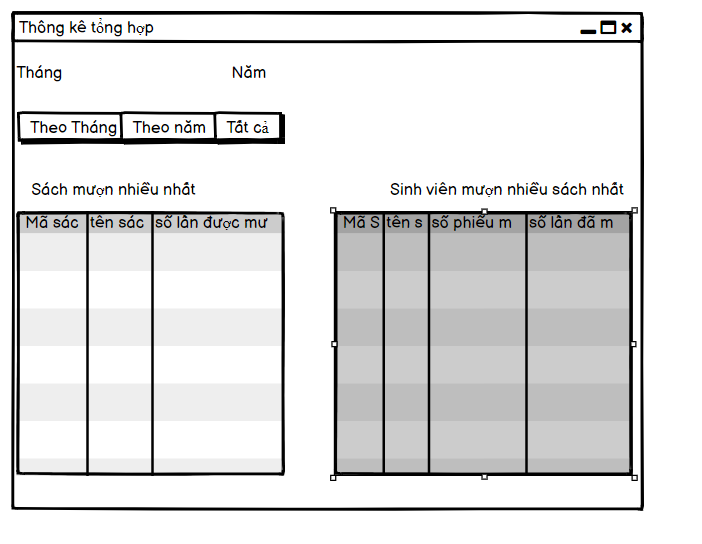 Thông kê tổng hợp
Tháng Năm
Theo Tháng Theo năm Tất cả
Sách mượn nhiều nhất Sinh viên mượn nhiều sách nhất
Mã sác tên sác số lần được mư Mã S tên s số phiếu m số lần đã m